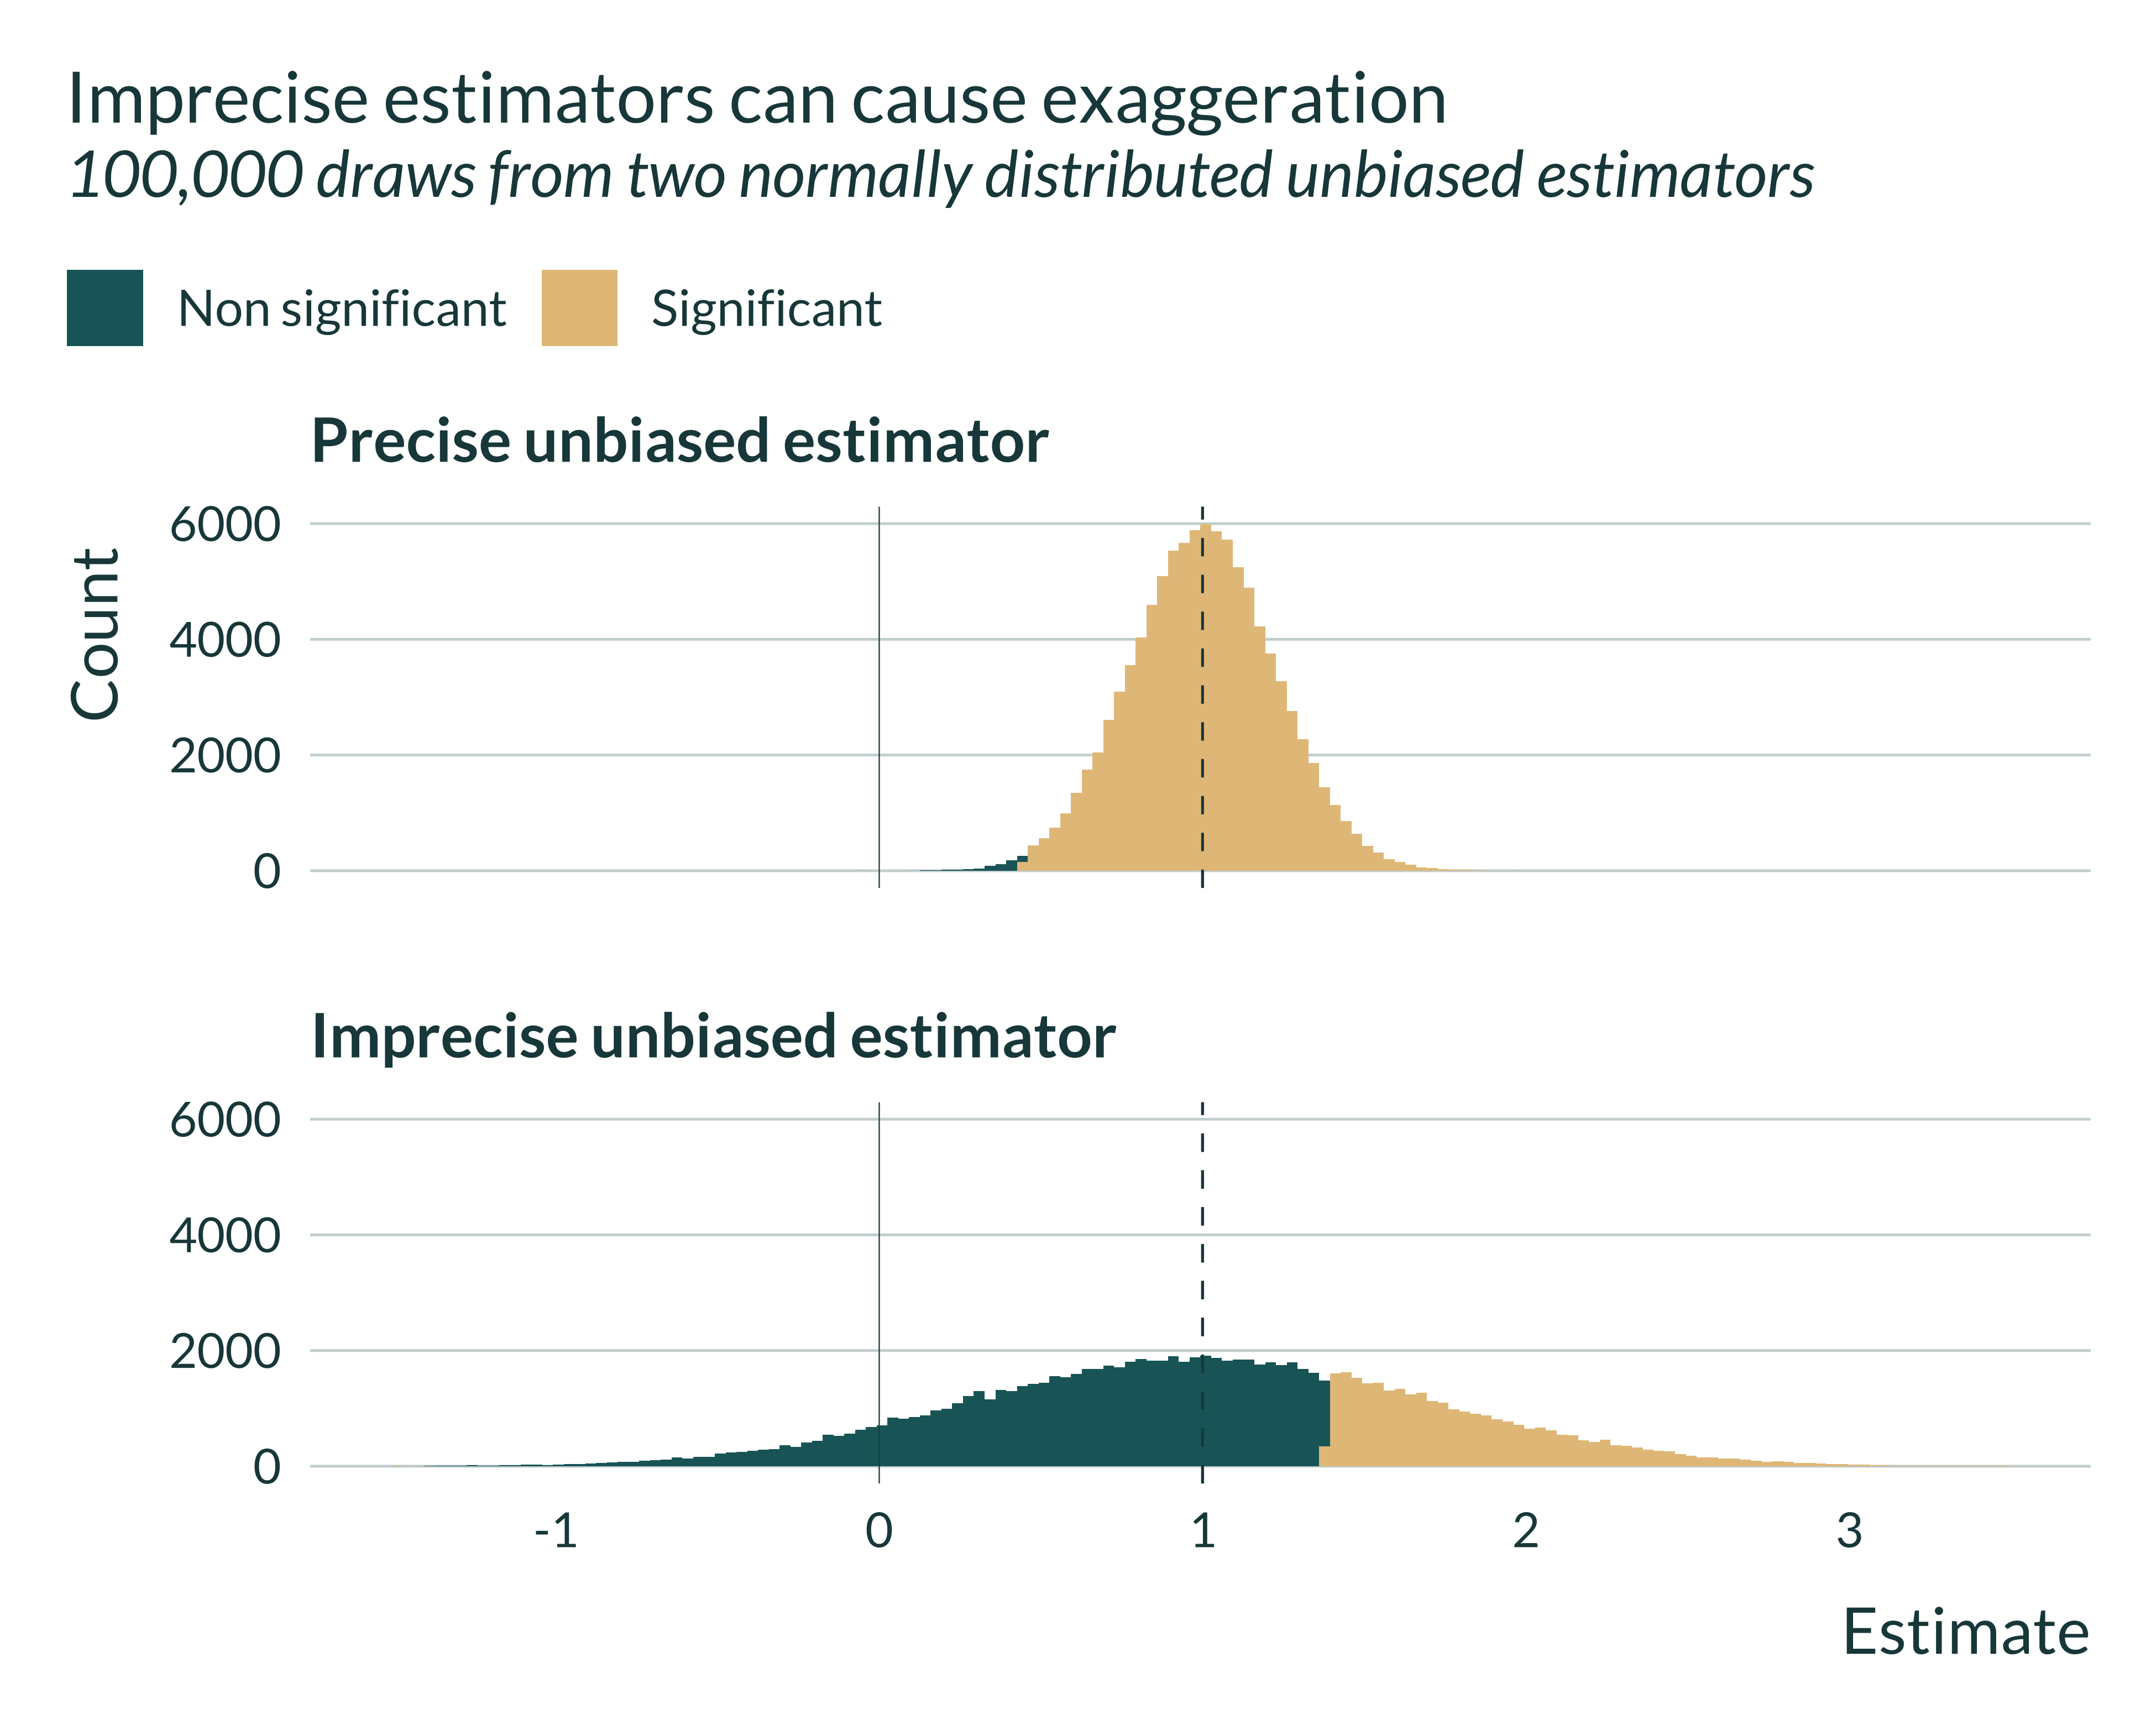 Imprecise estimators can cause exaggeration
100,000 draws from two normally distributed unbiased estimators
Non significant
Significant
Precise unbiased estimator
6000
4000
2000
0
Count
Imprecise unbiased estimator
6000
4000
2000
0
-1 0 1 2 3
Estimate